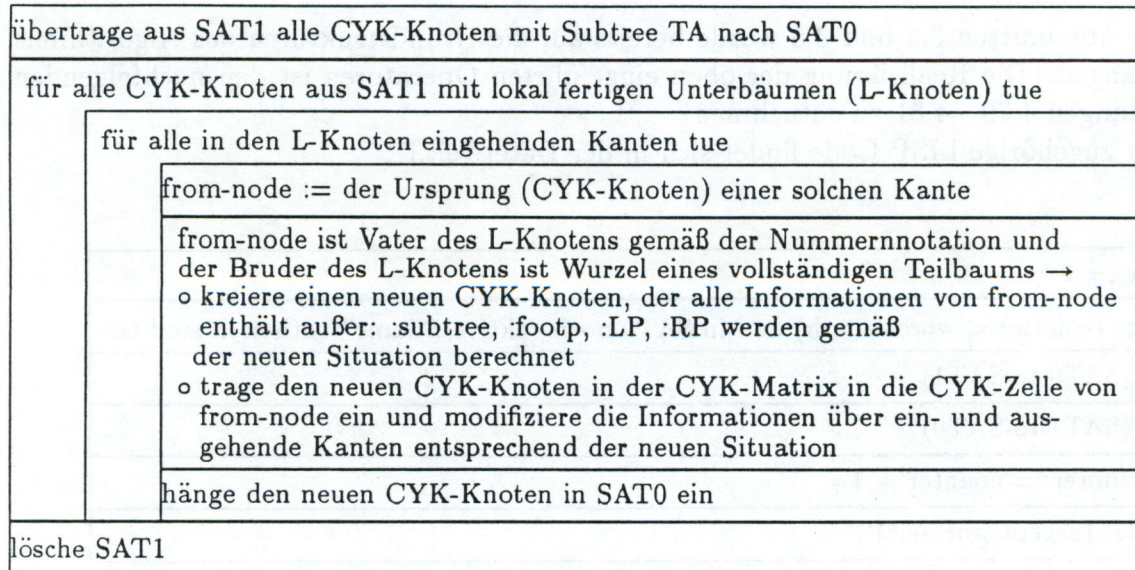 übertrage aus SAT1 alle CYK-Knoten mit Subtree TA nach SAT0
für alle CYK-Knoten aus SAT1 mit lokal fertigen Unterbäumen (L-Knoten) tue
für alle in den L-Knoten eingehenden Kanten tue
from-node := der Ursprung (CYK-Knoten) einer solchen Kante
from-node ist Vater des L-Knotens gemäß der Nummernnotation und
der Bruder des L-Knotens ist Wurzel eines vollständigen Teilbaums →
o kreiere einen neuen CYK-Knoten, der alle Informationen von from-node
enthält außer: :subtree, :footp, :LP, :RP werden gemäß
der neuen Situation berechnet
o trage den neuen CYK-Knoten in der CYK-Matrix in die CYK-Zelle von
from-node ein und modifiziere die Informationen über ein- und aus-
gehende Kanten entsprechend der neuen Situation
hänge den neuen CYK-Knoten in SAT0 ein
lösche SAT1